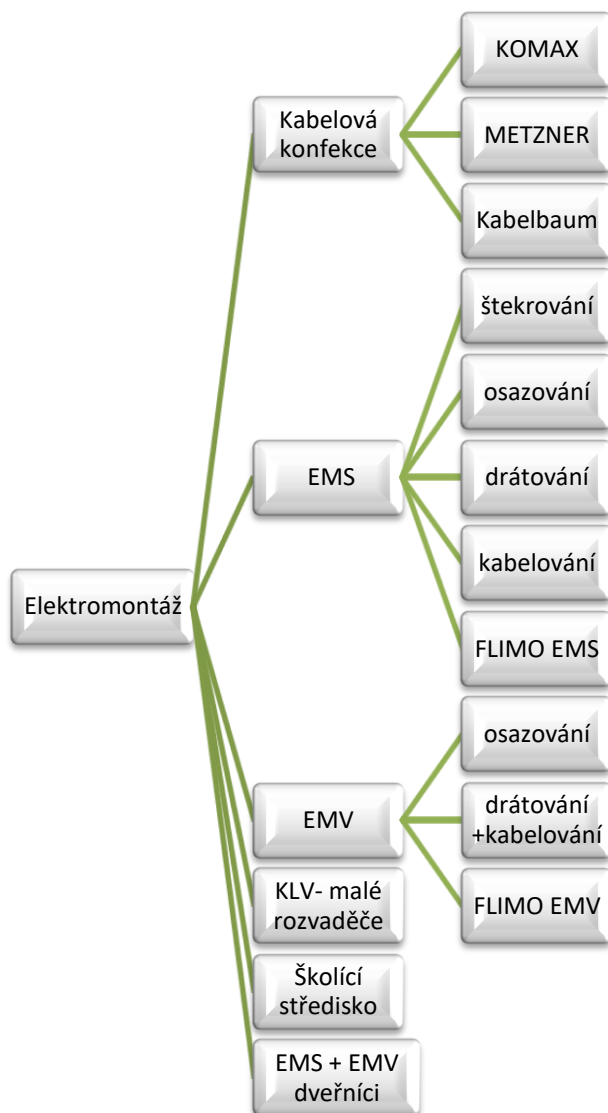 Elektromontáž
Kabelová
konfekce
KOMAX
METZNER
Kabelbaum
EMS
štekrování
osazování
drátování
kabelování
FLIMO EMS
EMV
osazování
drátování
+kabelování
FLIMO EMV
KLV- malé
rozvaděče
Školící
středisko
EMS + EMV
dveřníci